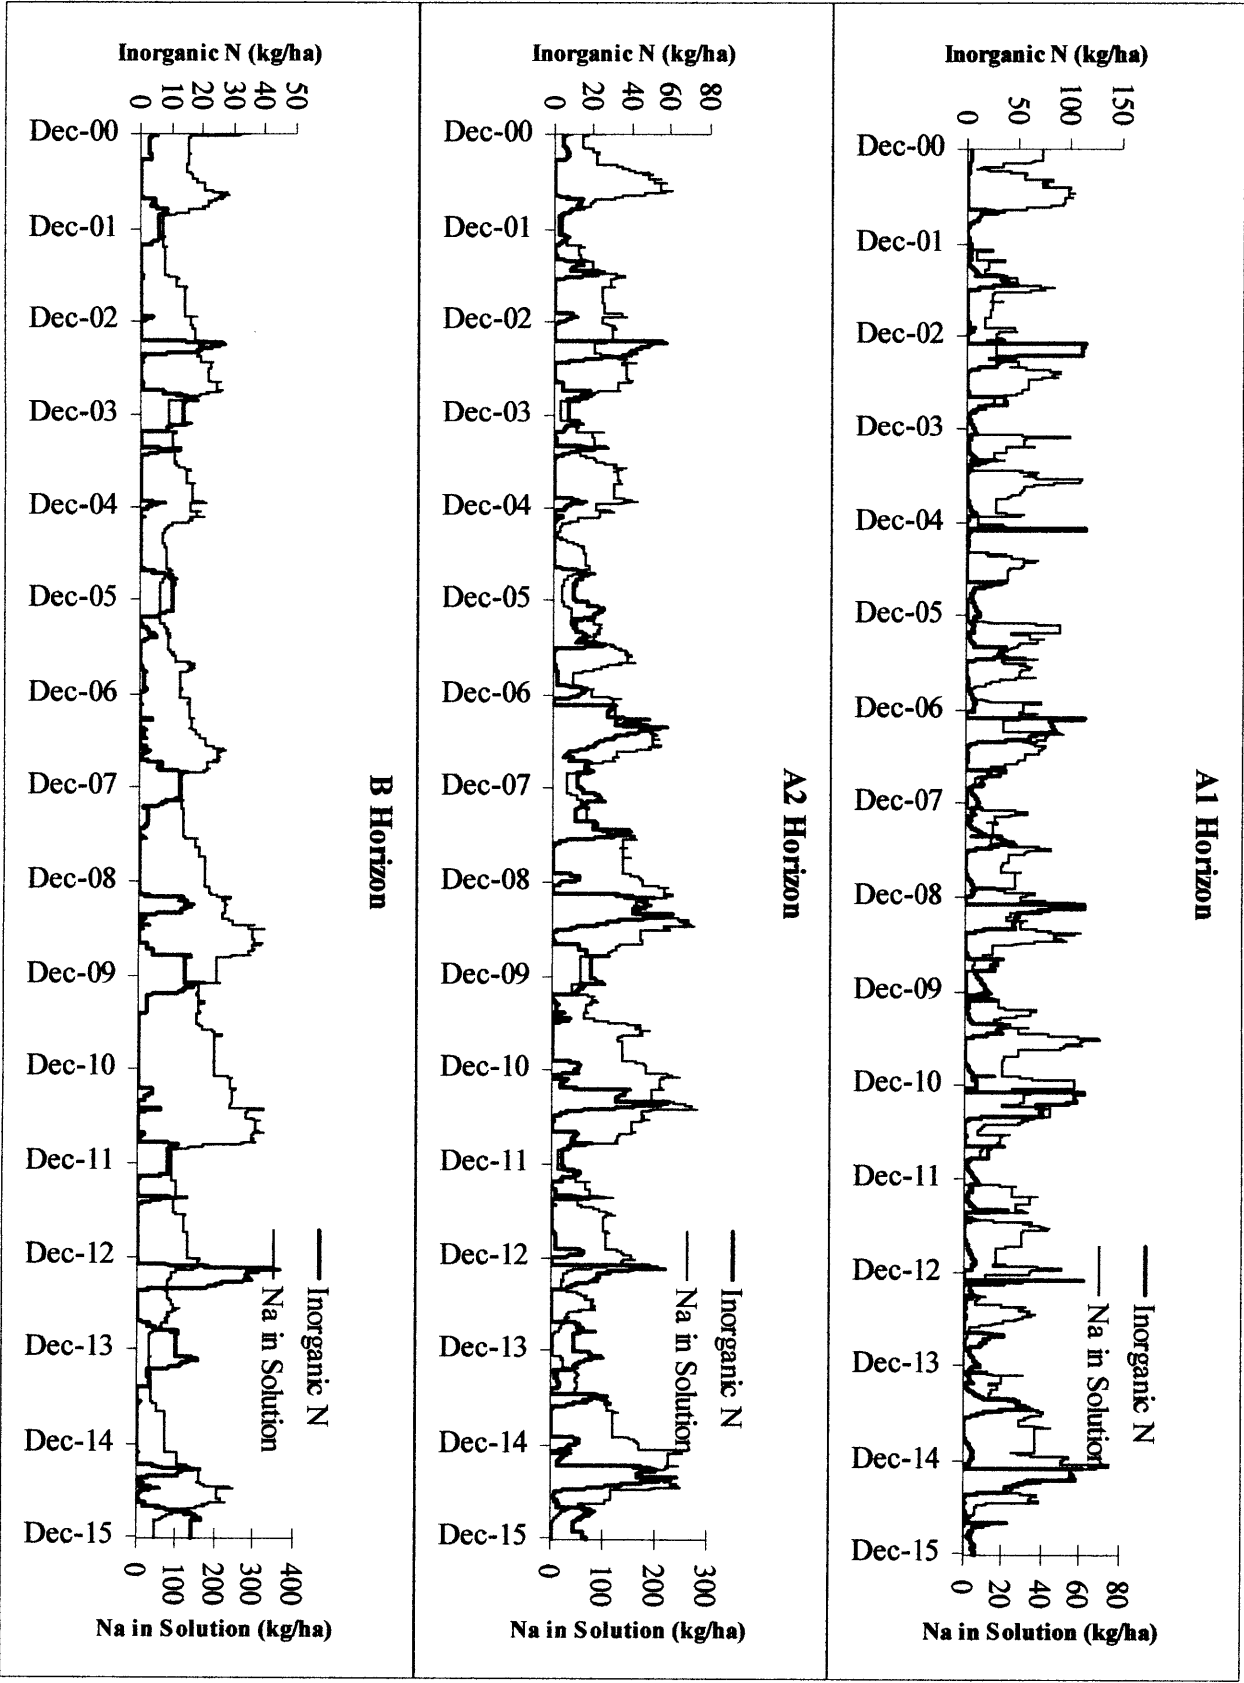 A1 Horizon
Inorganic N (kg/ha)
150
100
50
0
Inorganic N
Na in Solution
80
60
40
20
0
Na in Solution (kg/ha)
Dec-00
Dec-01
Dec-02
Dec-03
Dec-04
Dec-05
Dec-06
Dec-07
Dec-08
Dec-09
Dec-10
Dec-11
Dec-12
Dec-13
Dec-14
Dec-15
A2 Horizon
Inorganic N (kg/ha)
80
60
40
20
0
Inorganic N
Na in Solution
300
200
100
0
Na in Solution (kg/ha)
Dec-00
Dec-01
Dec-02
Dec-03
Dec-04
Dec-05
Dec-06
Dec-07
Dec-08
Dec-09
Dec-10
Dec-11
Dec-12
Dec-13
Dec-14
Dec-15
B Horizon
Inorganic N (kg/ha)
50
40
30
20
10
0
Inorganic N
Na in Solution
400
300
200
100
0
Na in Solution (kg/ha)
Dec-00
Dec-01
Dec-02
Dec-03
Dec-04
Dec-05
Dec-06
Dec-07
Dec-08
Dec-09
Dec-10
Dec-11
Dec-12
Dec-13
Dec-14
Dec-15